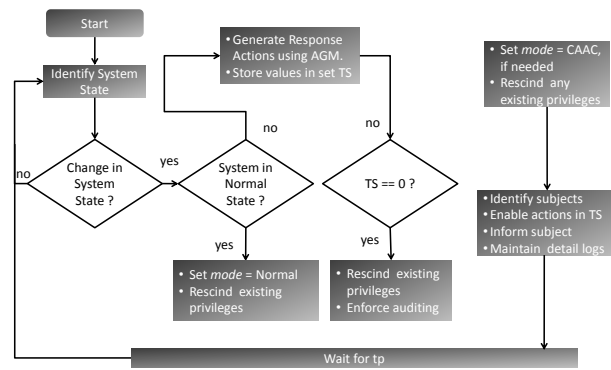 Start
Identify System
State
no
Change in
System
State ?
yes
System in
Normal
State ?
no
yes
• Generate Response
Actions using AGM.
• Store values in set TS
no
TS == 0 ?
yes
• Set mode = Normal
• Rescind existing
privileges
• Rescind existing
privileges
• Enforce auditing
• Set mode = CAAC,
if needed
• Rescind any
existing privileges
• Identify subjects
• Enable actions in TS
• Inform subject
• Maintain detail logs
Wait for tp